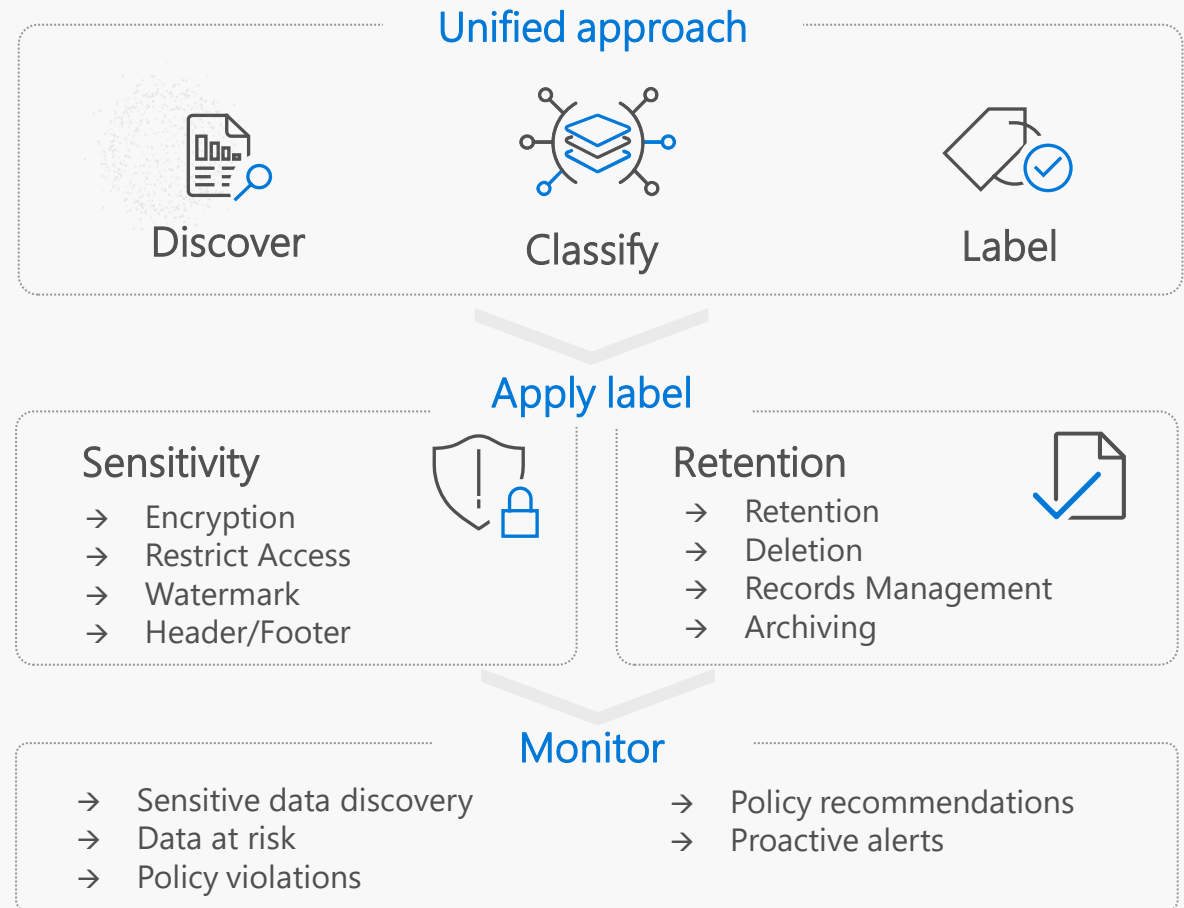 Unified approach
Discover
Classify
Label
Apply label
Sensitivity
→ Encryption
→ Restrict Access
→ Watermark
→ Header/Footer
Retention
→ Retention
→ Deletion
→ Records Management
→ Archiving
Monitor
→ Sensitive data discovery
→ Data at risk
→ Policy violations
→ Policy recommendations
→ Proactive alerts